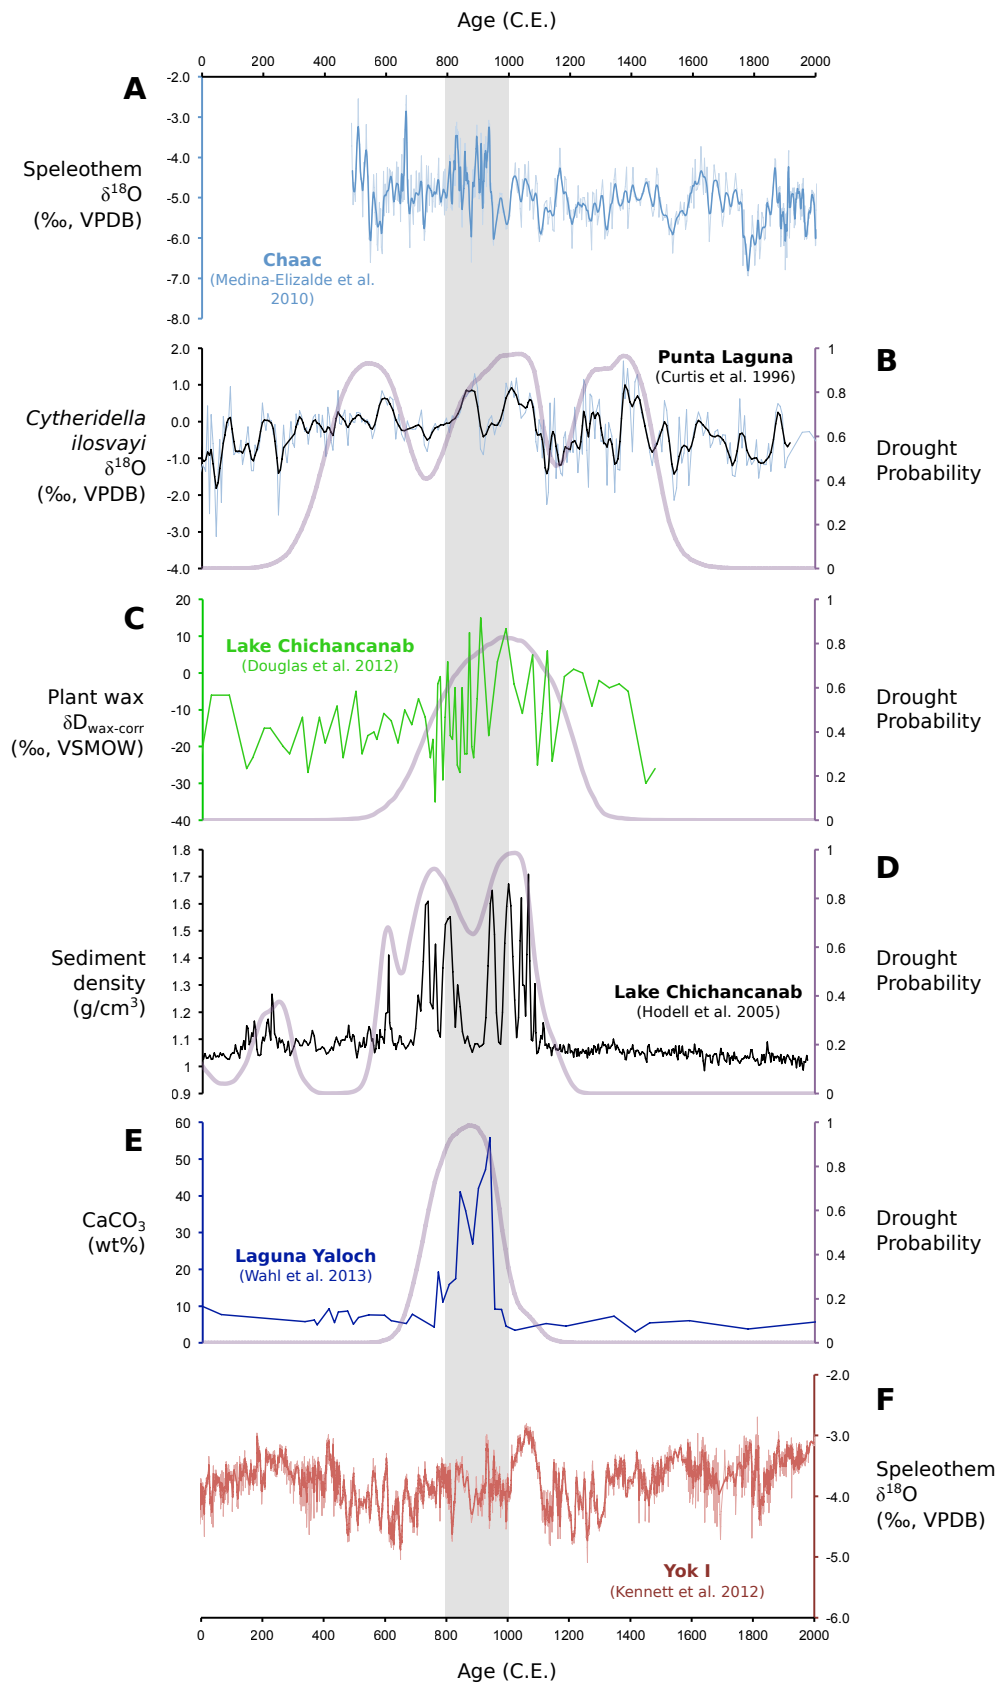 Age (C.E.)
0 200 400 600 800 1000 1200 1400 1600 1800 2000
A
-2.0
-3.0
-4.0
-5.0
-6.0
-7.0
-8.0
Speleothem
δ18O
(‰, VPDB)
Chaac
(Medina-Elizalde et al.
2010)
B
2.0
1.0
0.0
-1.0
-2.0
-3.0
-4.0
Cytheridella
ilosvayi
δ18O
(‰, VPDB)
Punta Laguna
(Curtis et al. 1996)
1
0.8
0.6
0.4
0.2
0
Drought
Probability
C
20
10
0
-10
-20
-30
-40
Plant wax
δDwax-corr
(‰, VSMOW)
Lake Chichancanab
(Douglas et al. 2012)
1
0.8
0.6
0.4
0.2
0
Drought
Probability
D
1.8
1.7
1.6
1.5
1.4
1.3
1.2
1.1
1
0.9
Sediment
density
(g/cm3)
Lake Chichancanab
(Hodell et al. 2005)
1
0.8
0.6
0.4
0.2
0
Drought
Probability
E
60
50
40
30
20
10
0
CaCO3
(wt%)
Laguna Yaloch
(Wahl et al. 2013)
1
0.8
0.6
0.4
0.2
0
Drought
Probability
F
-2.0
-3.0
-4.0
-5.0
-6.0
Speleothem
δ18O
(‰, VPDB)
Yok I
(Kennett et al. 2012)
0 200 400 600 800 1000 1200 1400 1600 1800 2000
Age (C.E.)